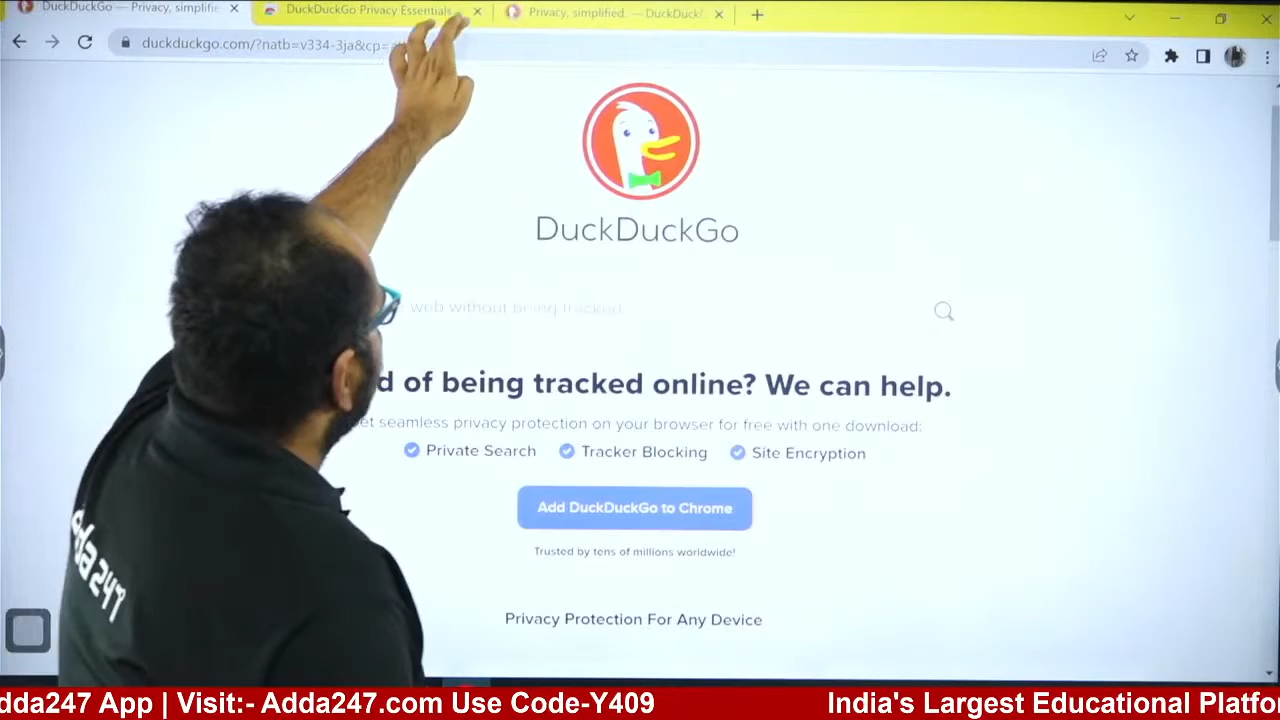 DuckDuckGo — Privacy, simplifie
DuckDuckGo Privacy Essentials
Privacy, simplified. — DuckDuck
duckduckgo.com/?natb=v334-3ja&cp=
DuckDuckGo
web without being tracked.
d of being tracked online? We can help.
et seamless privacy protection on your browser for free with one download:
Private Search
Tracker Blocking
Site Encryption
Add DuckDuckGo to Chrome
Trusted by tens of millions worldwide!
Privacy Protection For Any Device
dda 247
dda247 App | Visit:- Adda247.com Use Code-Y409
India's Largest Educational Platfo